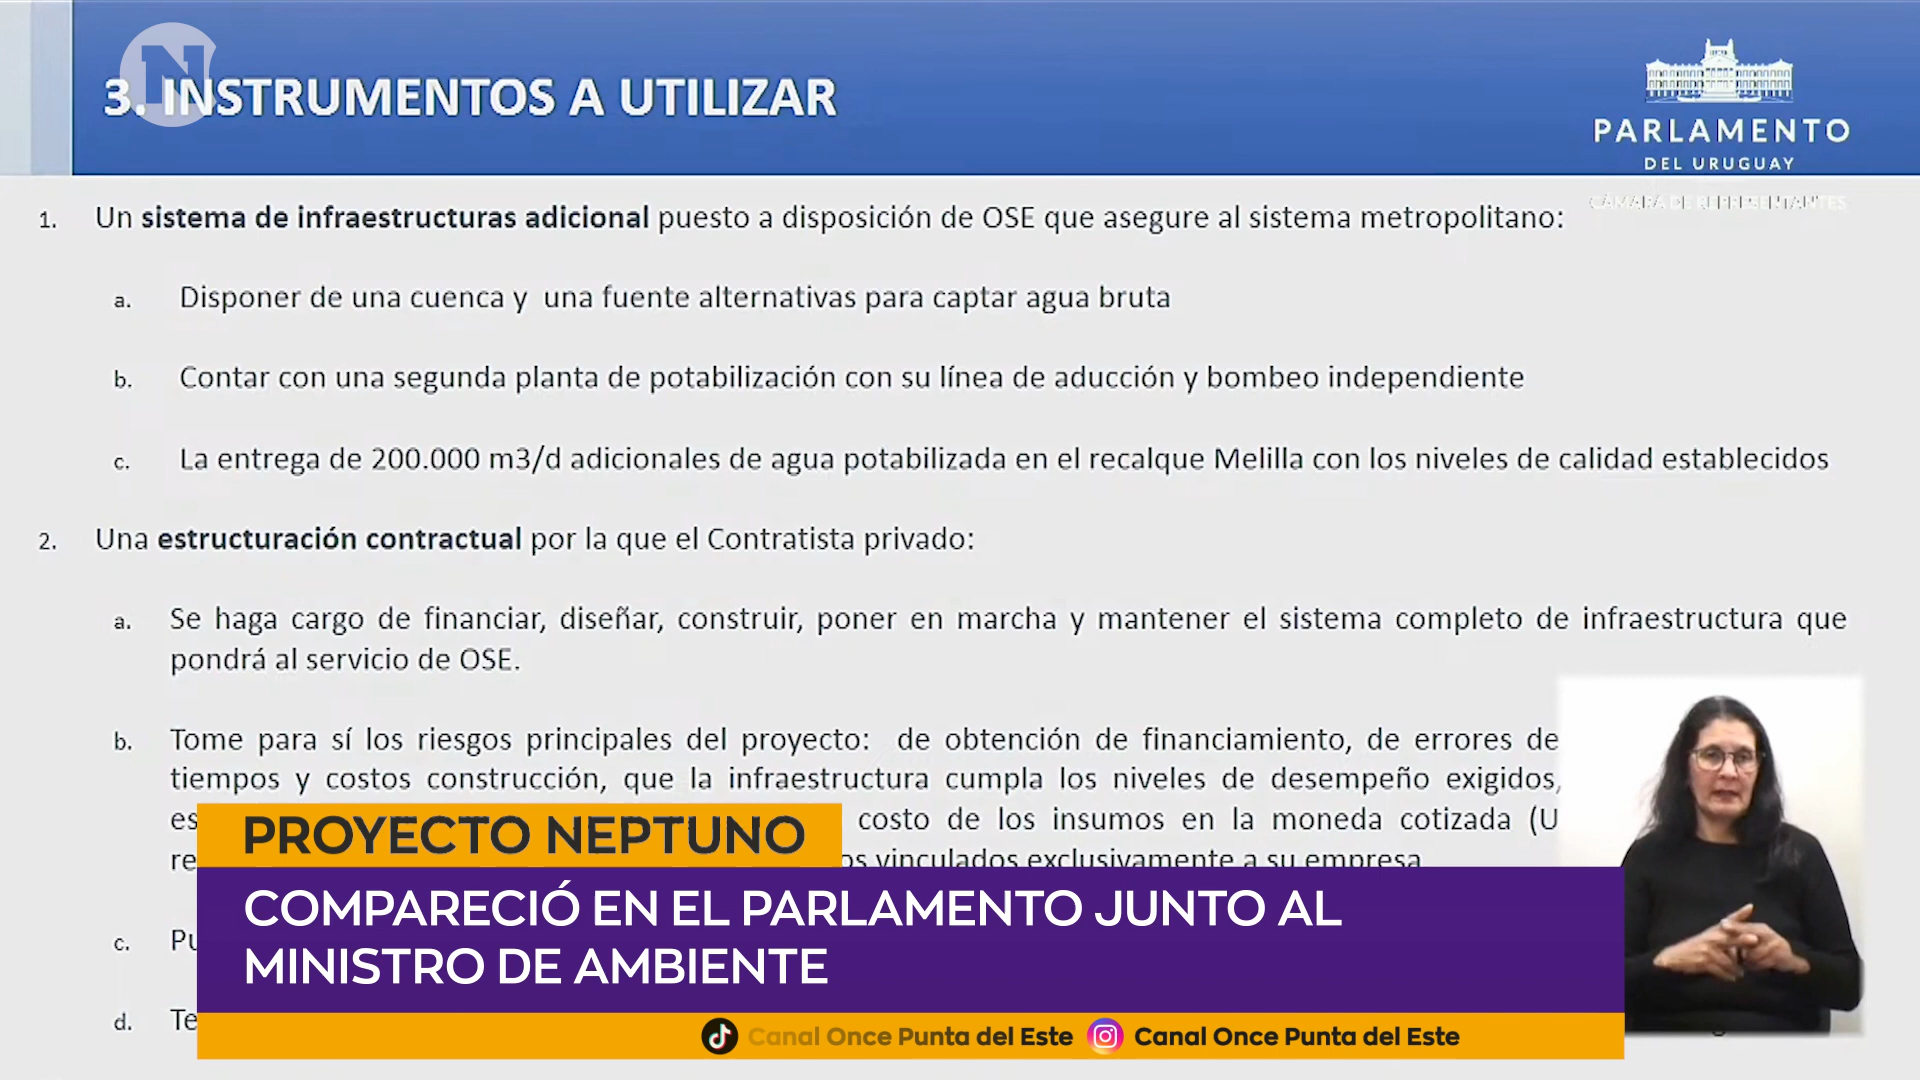 N
3. INSTRUMENTOS A UTILIZAR
PARLAMENTO
DEL URUGUAY
CÁMARA DE REPRESENTANTES
1. Un sistema de infraestructuras adicional puesto a disposición de OSE que asegure al sistema metropolitano:
a. Disponer de una cuenca y una fuente alternativas para captar agua bruta
b. Contar con una segunda planta de potabilización con su línea de aducción y bombeo independiente
c. La entrega de 200.000 m3/d adicionales de agua potabilizada en el recalque Melilla con los niveles de calidad establecidos
2. Una estructuración contractual por la que el Contratista privado:
a. Se haga cargo de financiar, diseñar, construir, poner en marcha y mantener el sistema completo de infraestructura que
pondrá al servicio de OSE.
b. Tome para sí los riesgos principales del proyecto: de obtención de financiamiento, de errores de
tiempos y costos construcción, que la infraestructura cumpla los niveles de desempeño exigidos,
costo de los insumos en la moneda cotizada (U
vinculados exclusivamente a su empresa
c.
d. Te
PROYECTO NEPTUNO
COMPARECIÓ EN EL PARLAMENTO JUNTO AL
MINISTRO DE AMBIENTE
Canal Once Punta del Este Canal Once Punta del Este